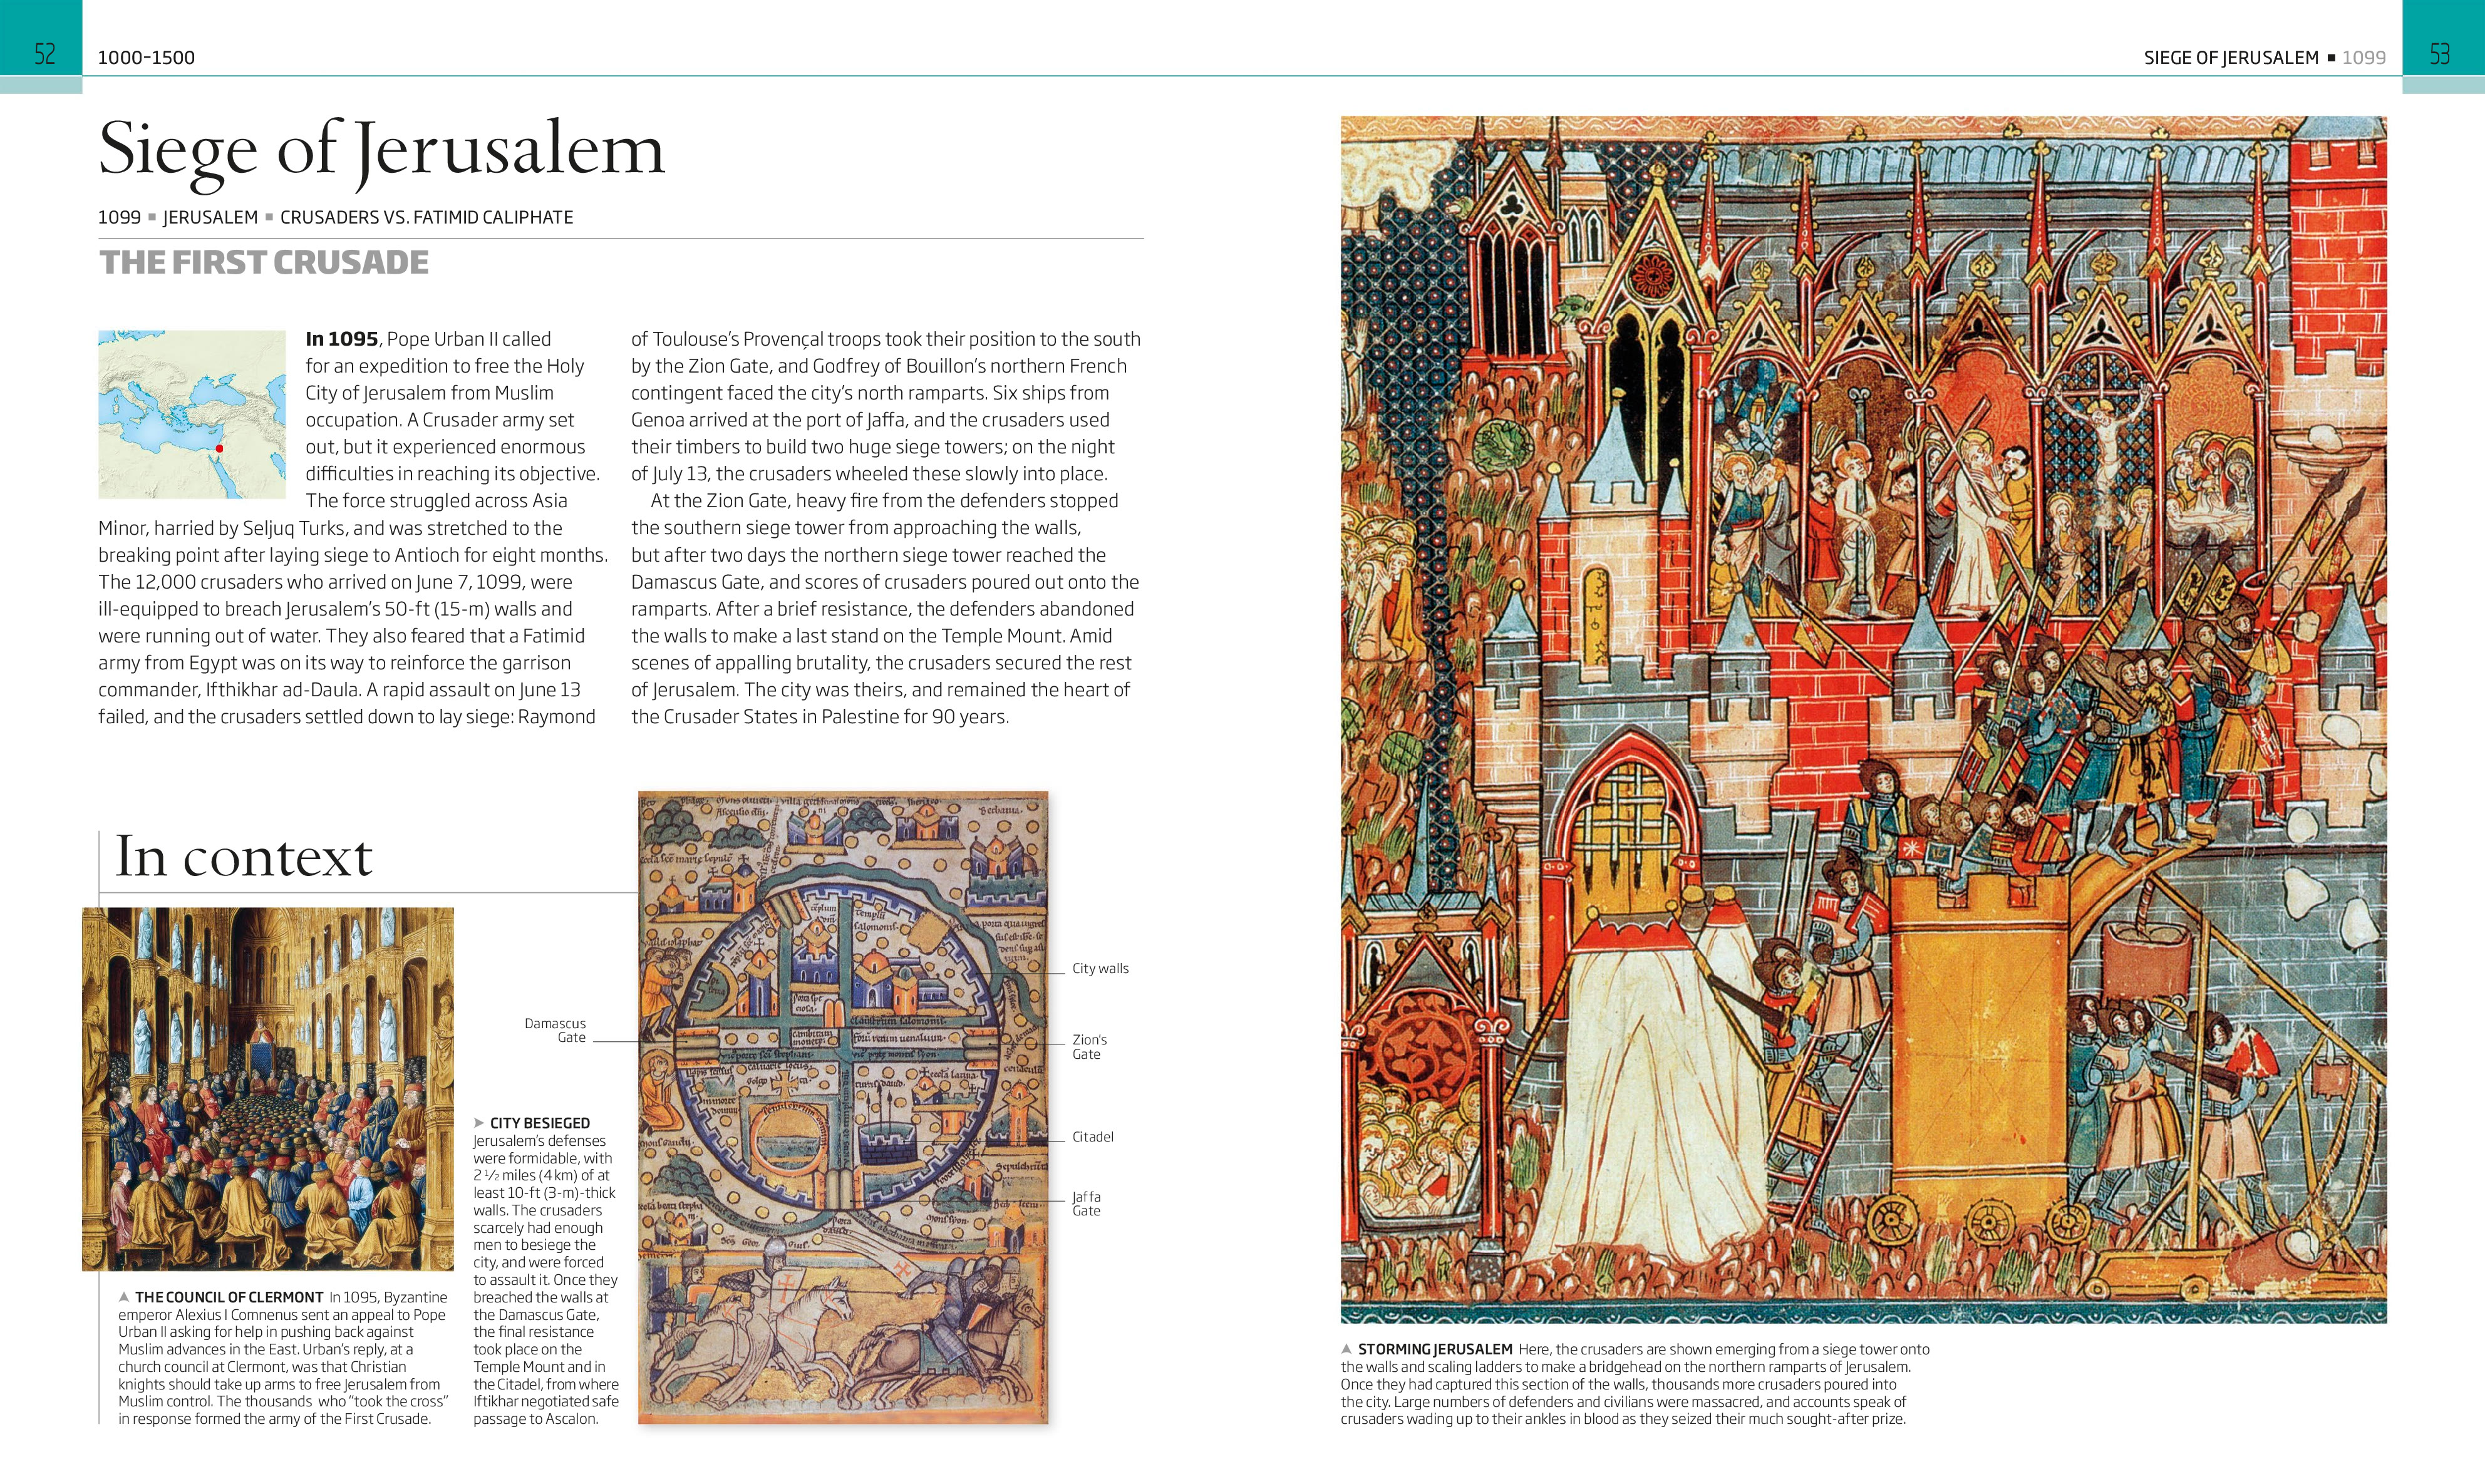 52
1000–1500
SIEGE OF JERUSALEM ▪ 1099
53
Siege of Jerusalem
1099 ▪ JERUSALEM ▪ CRUSADERS VS. FATIMID CALIPHATE
THE FIRST CRUSADE
In 1095, Pope Urban II called
for an expedition to free the Holy
City of Jerusalem from Muslim
occupation. A Crusader army set
out, but it experienced enormous
difficulties in reaching its objective.
The force struggled across Asia
Minor, harried by Seljuq Turks, and was stretched to the
breaking point after laying siege to Antioch for eight months.
The 12,000 crusaders who arrived on June 7, 1099, were
ill-equipped to breach Jerusalem’s 50-ft (15-m) walls and
were running out of water. They also feared that a Fatimid
army from Egypt was on its way to reinforce the garrison
commander, Ifthikhar ad-Daula. A rapid assault on June 13
failed, and the crusaders settled down to lay siege: Raymond
of Toulouse’s Provençal troops took their position to the south
by the Zion Gate, and Godfrey of Bouillon’s northern French
contingent faced the city’s north ramparts. Six ships from
Genoa arrived at the port of Jaffa, and the crusaders used
their timbers to build two huge siege towers; on the night
of July 13, the crusaders wheeled these slowly into place.
At the Zion Gate, heavy fire from the defenders stopped
the southern siege tower from approaching the walls,
but after two days the northern siege tower reached the
Damascus Gate, and scores of crusaders poured out onto the
ramparts. After a brief resistance, the defenders abandoned
the walls to make a last stand on the Temple Mount. Amid
scenes of appalling brutality, the crusaders secured the rest
of Jerusalem. The city was theirs, and remained the heart of
the Crusader States in Palestine for 90 years.
In context
➤ CITY BESIEGED
Jerusalem’s defenses
were formidable, with
2 ½ miles (4 km) of at
least 10-ft (3-m)-thick
walls. The crusaders
scarcely had enough
men to besiege the
city, and were forced
to assault it. Once they
breached the walls at
the Damascus Gate,
the final resistance
took place on the
Temple Mount and in
the Citadel, from where
Iftikhar negotiated safe
passage to Ascalon.
Damascus
Gate
City walls
Zion’s
Gate
Citadel
Jaffa
Gate
THE COUNCIL OF CLERMONT In 1095, Byzantine
emperor Alexius I Comnenus sent an appeal to Pope
Urban II asking for help in pushing back against
Muslim advances in the East. Urban’s reply, at a
church council at Clermont, was that Christian
knights should take up arms to free Jerusalem from
Muslim control. The thousands who “took the cross”
in response formed the army of the First Crusade.
STORMING JERUSALEM Here, the crusaders are shown emerging from a siege tower onto
the walls and scaling ladders to make a bridgehead on the northern ramparts of Jerusalem.
Once they had captured this section of the walls, thousands more crusaders poured into
the city. Large numbers of defenders and civilians were massacred, and accounts speak of
crusaders wading up to their ankles in blood as they seized their much sought-after prize.